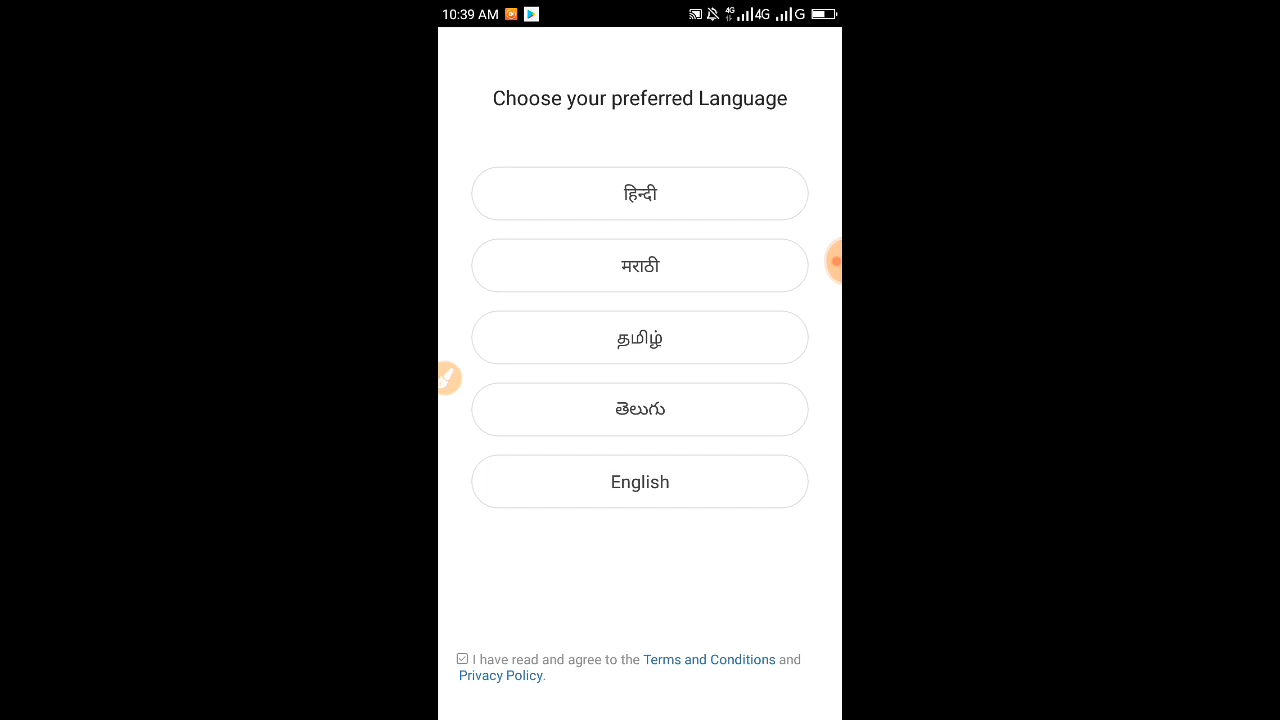 10:39 AM 4G 4G G
Choose your preferred Language
हिन्दी
मराठी
தமிழ்
తెలుగు
English
I have read and agree to the Terms and Conditions and
Privacy Policy.